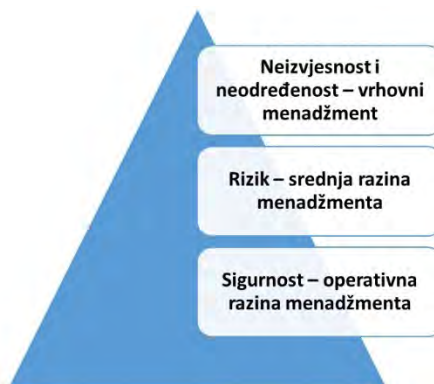 Neizvjesnost i
neodređenost – vrhovni
menadžment
Rizik – srednja razina
menadžmenta
Sigurnost – operativna
razina menadžmenta